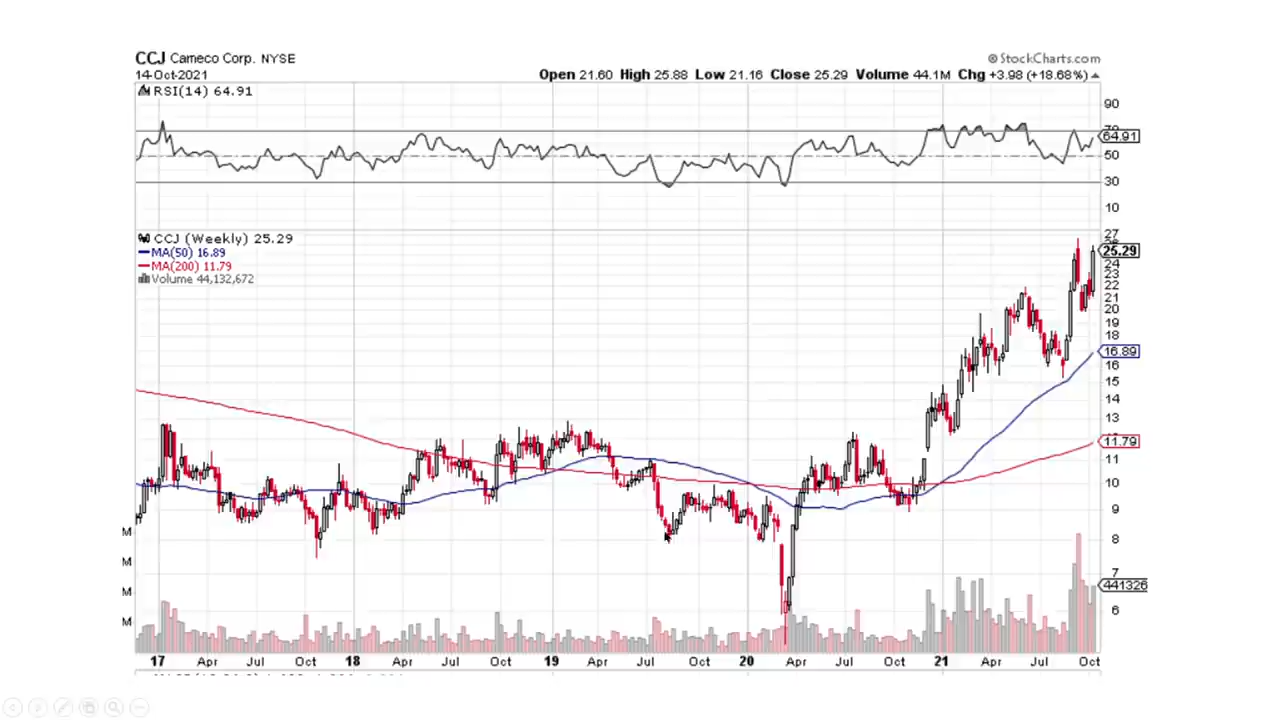 CCJ Cameco Corp. NYSE
© StockCharts.com
14-Oct-2021
Open 21.60 High 25.88 Low 21.16 Close 25.29 Volume 44.1M Chg +3.98 (+18.68%)
RSI(14) 64.91
90
70
64.91
50
30
10
CCJ (Weekly) 25.29
MA(50) 16.89
MA(200) 11.79
Volume 44,132,672
27
25.29
24
23
22
21
20
19
18
16.89
16
15
14
13
11.79
11
10
9
M
8
M
7
441326
M
6
M
17 Apr Jul Oct 18 Apr Jul Oct 19 Apr Jul Oct 20 Apr Jul Oct 21 Apr Jul Oct